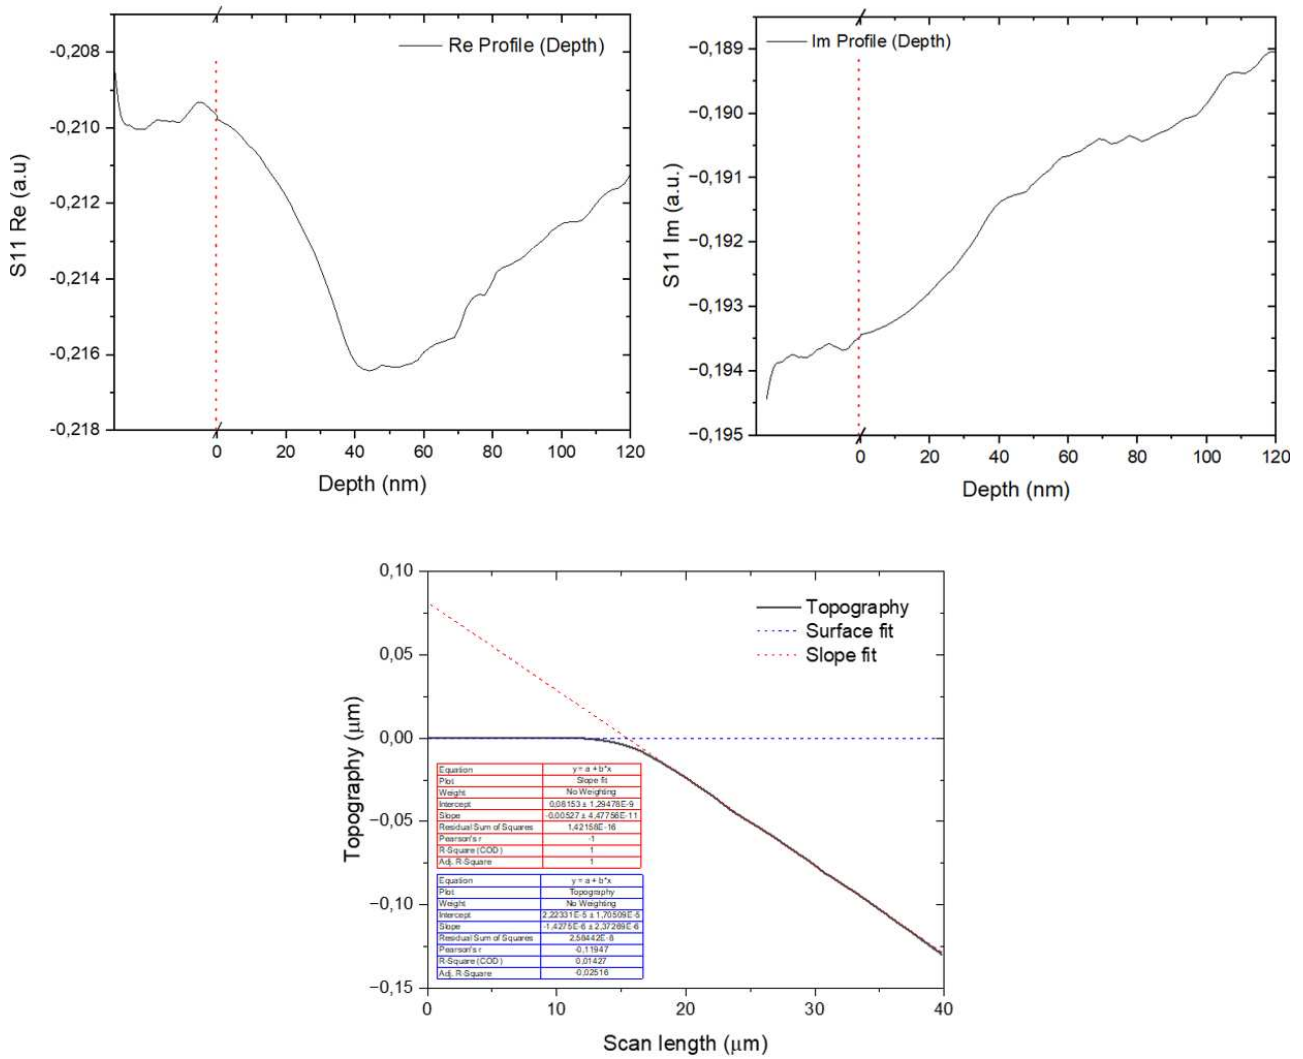 Re Profile (Depth)
-0,208
-0,210
-0,212
-0,214
-0,216
-0,218
S11 Re (a.u)
0 20 40 60 80 100 120
Depth (nm)
Im Profile (Depth)
−0,189
−0,190
−0,191
−0,192
−0,193
−0,194
−0,195
S11 Im (a.u.)
0 20 40 60 80 100 120
Depth (nm)
0,10
0,05
0,00
−0,05
−0,10
−0,15
Topography (μm)
Topography
Surface fit
Slope fit
Equation y = a + b*x
Plot Slope fit
Weight No Weighting
Intercept 0,08153 ± 1,29478E-9
Slope -0,00527 ± 4,47756E-11
Residual Sum of Squares 1,42156E-16
Pearson's r -1
R-Square (COD) 1
Adj. R-Square 1
Equation y = a + b*x
Plot Topography
Weight No Weighting
Intercept 2,22331E-5 ± 1,70509E-5
Slope -1,4275E-6 ± 2,37269E-6
Residual Sum of Squares 2,56442E-8
Pearson's r -0,11947
R-Square (COD) 0,01427
Adj. R-Square -0,02516
0 10 20 30 40
Scan length (μm)